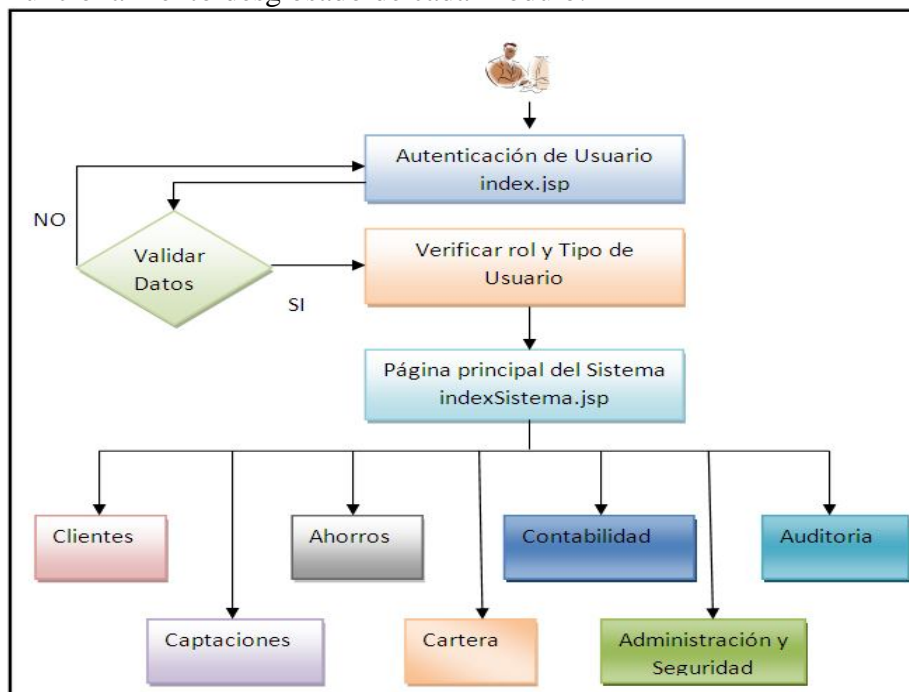 Autenticación de Usuario
index.jsp
NO
Validar
Datos
SI
Verificar rol y Tipo de
Usuario
Página principal del Sistema
indexSistema.jsp
Clientes
Ahorros
Contabilidad
Auditoria
Captaciones
Cartera
Administración y
Seguridad